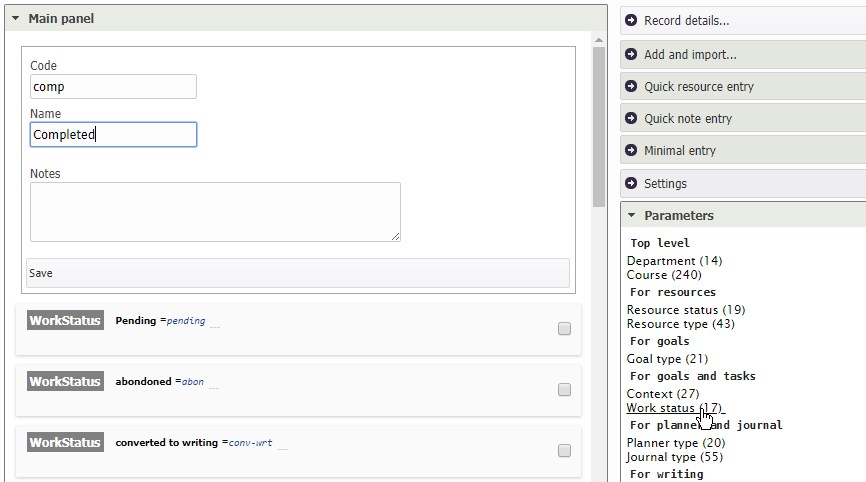 Main panel
Code
comp
Name
Completed
Notes
Save
WorkStatus Pending =pending __
WorkStatus abondoned =abon __
WorkStatus converted to writing =conv-wrt __
Record details...
Add and import...
Quick resource entry
Quick note entry
Minimal entry
Settings
Parameters
Top level
Department (14)
Course (240)
For resources
Resource status (19)
Resource type (43)
For goals
Goal type (21)
For goals and tasks
Context (27)
Work status (17)
For planner and journal
Planner type (20)
Journal type (55)
For writing